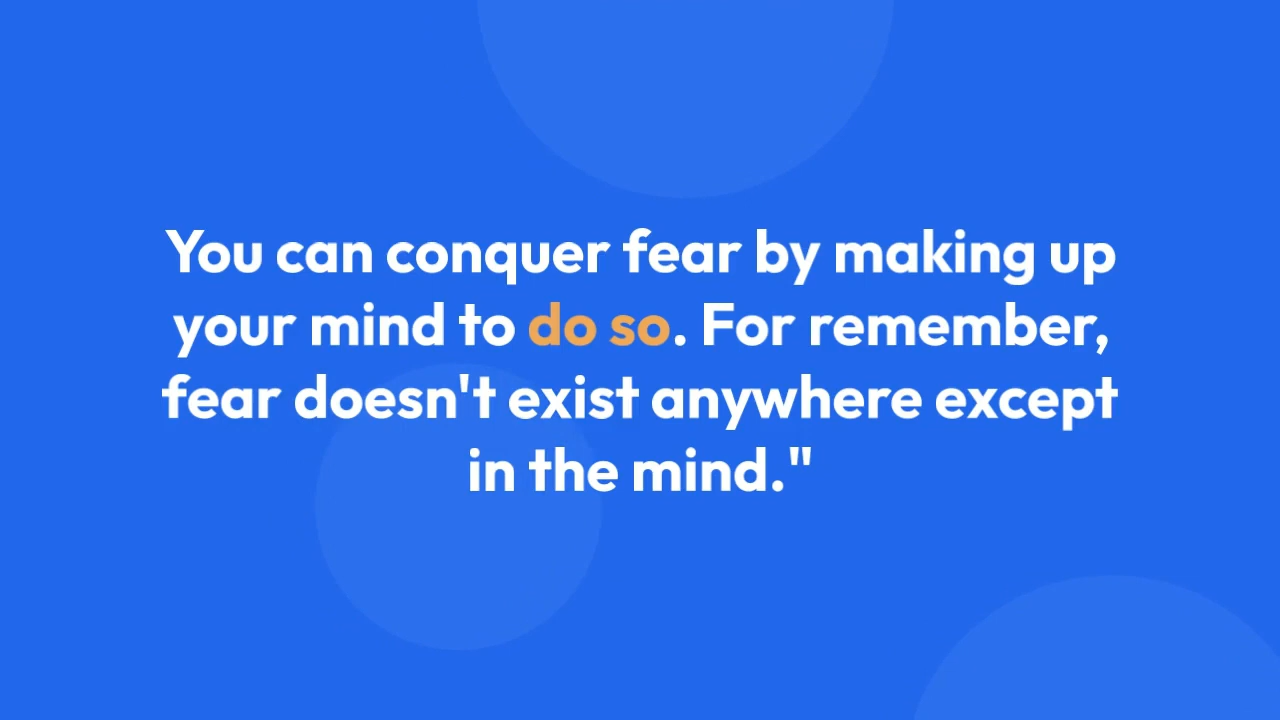 You can conquer fear by making up
your mind to do so. For remember,
fear doesn't exist anywhere except
in the mind."